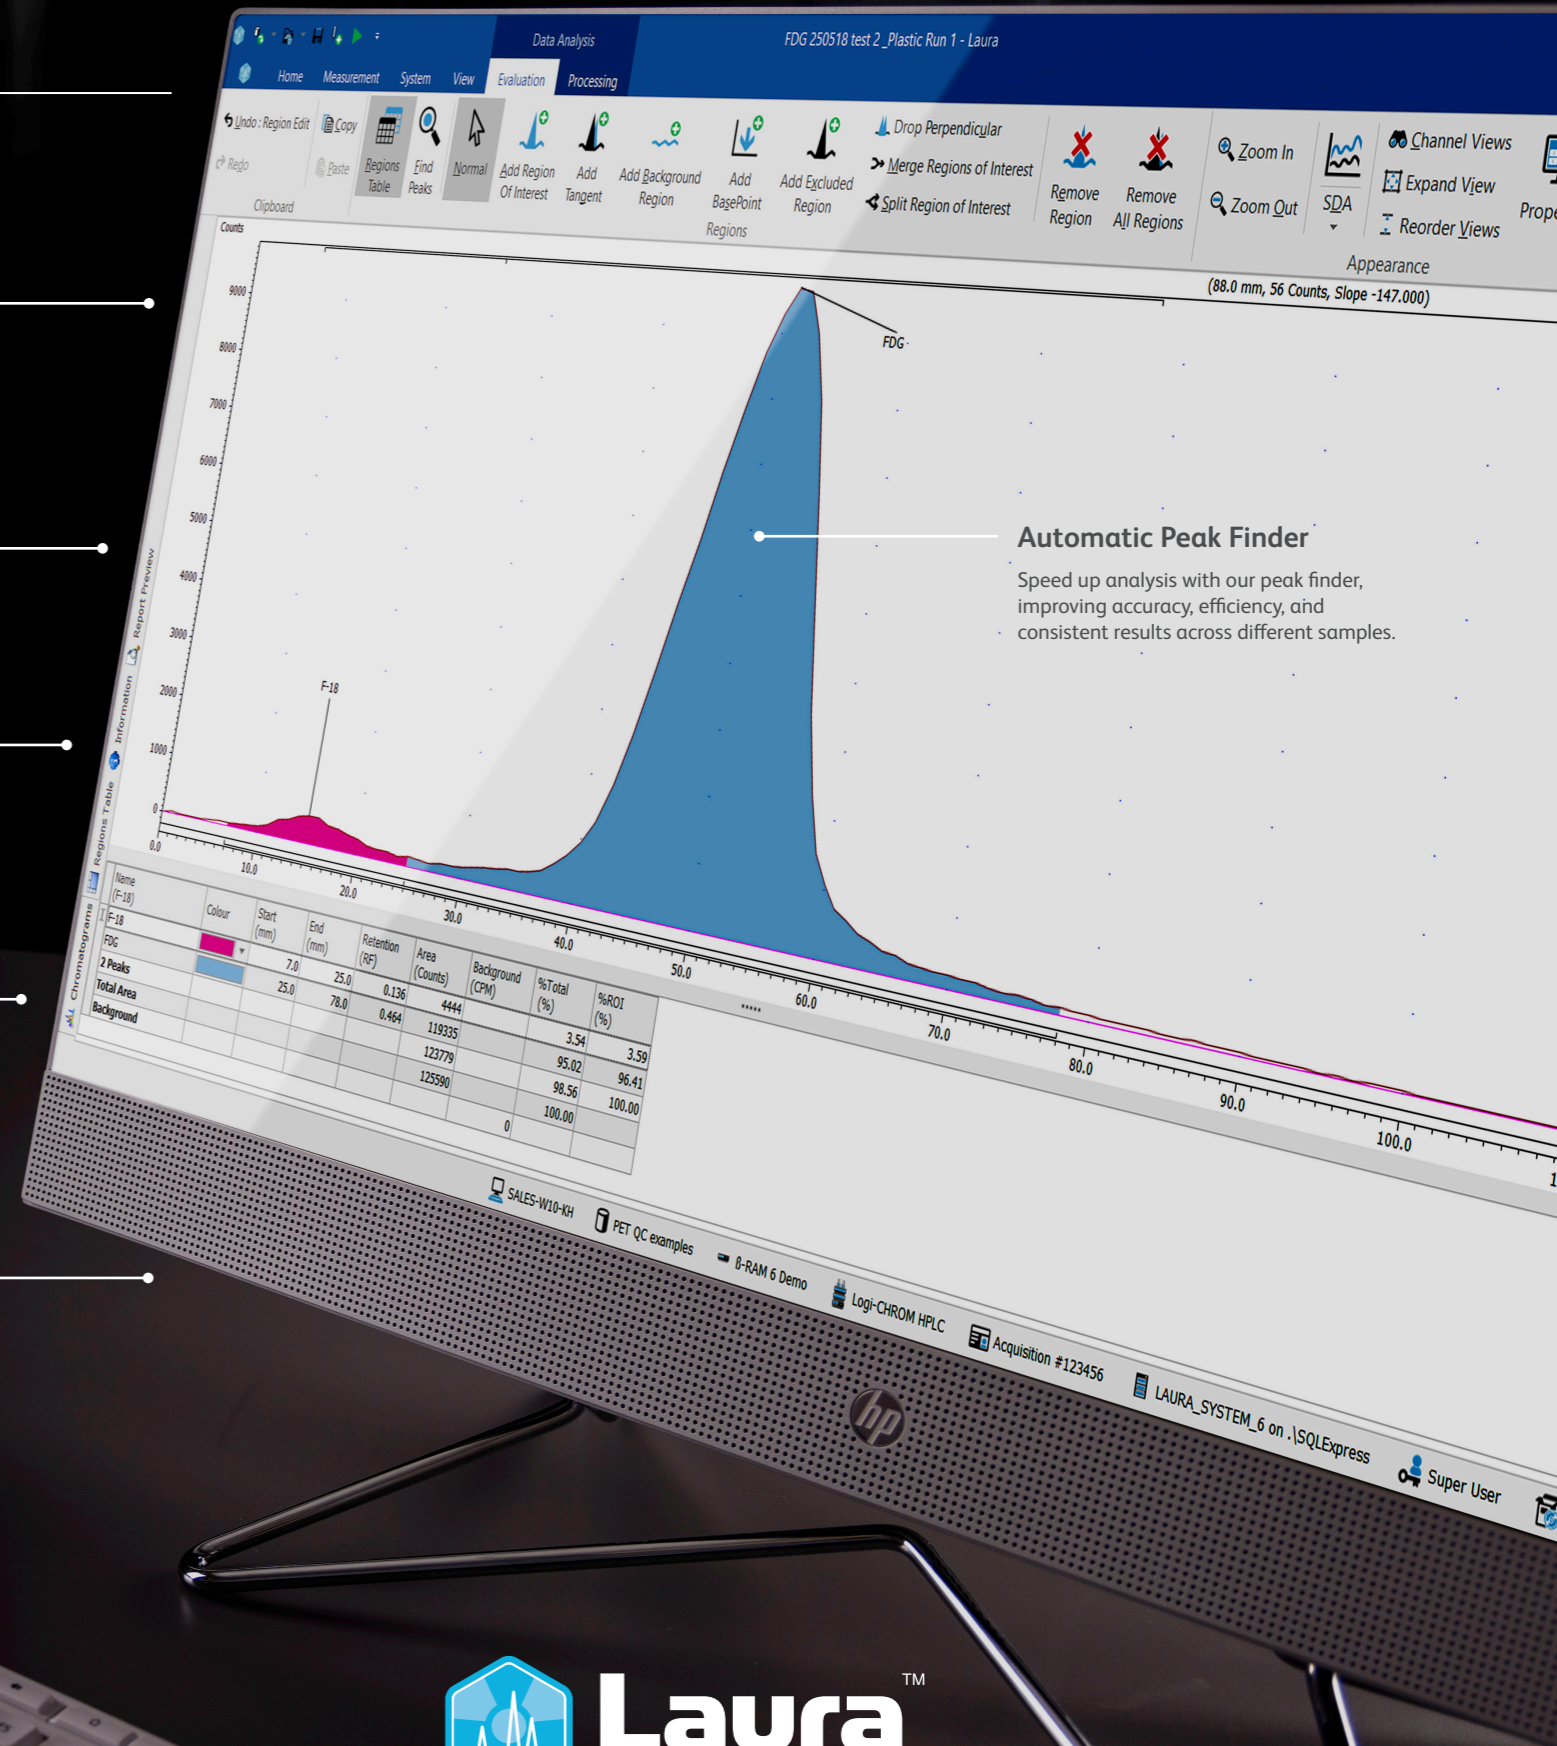 Data Analysis
FDG 250518 test 2 _Plastic Run 1 - Laura
Home Measurement System View Evaluation Processing
Undo : Region Edit
Redo
Copy
Paste
Clipboard
Regions Table
Find Peaks
Normal
Add Region Of Interest
Add Tangent
Add Background Region
Add BasePoint
Add Excluded Region
Drop Perpendicular
Merge Regions of Interest
Split Region of Interest
Regions
Remove Region
Remove All Regions
Zoom In
Zoom Out
SDA
Channel Views
Expand View
Reorder Views
Appearance
Counts
(88.0 mm, 56 Counts, Slope -147.000)
9000
8000
7000
6000
5000
4000
3000
2000
1000
0
FDG
F-18
Automatic Peak Finder
Speed up analysis with our peak finder,
improving accuracy, efficiency, and
consistent results across different samples.
0.0 10.0 20.0 30.0 40.0 50.0 60.0 70.0 80.0 90.0 100.0
Report Preview
Information
Regions Table
Chromatograms
Name (F-18) Colour Start (mm) End (mm) Retention (RF) Area (Counts) Background (CPM) %Total (%) %ROI (%)
F-18 7.0 25.0 0.136 4444 3.54 3.59
FDG 25.0 78.0 0.464 119335 95.02 96.41
2 Peaks 123779 98.56 100.00
Total Area 125590 100.00
Background 0
SALES-W10-KH
PET QC examples
β-RAM 6 Demo
Logi-CHROM HPLC
Acquisition #123456
LAURA_SYSTEM_6 on .\SQLExpress
Super User
hp
Laura™